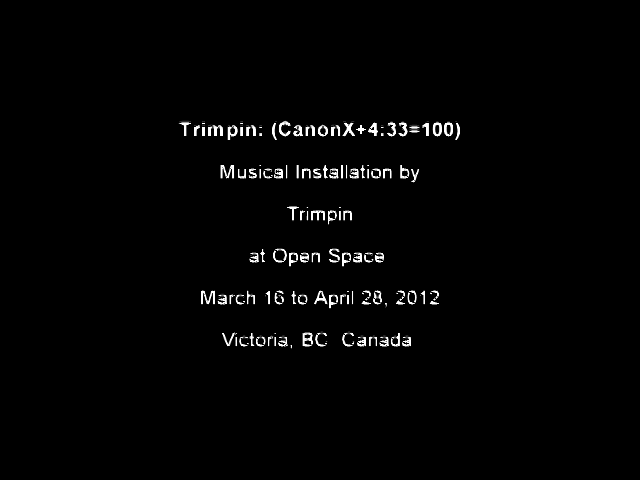 Trimpin: (CanonX+4:33=100)
Musical Installation by
Trimpin
at Open Space
March 16 to April 28, 2012
Victoria, BC  Canada